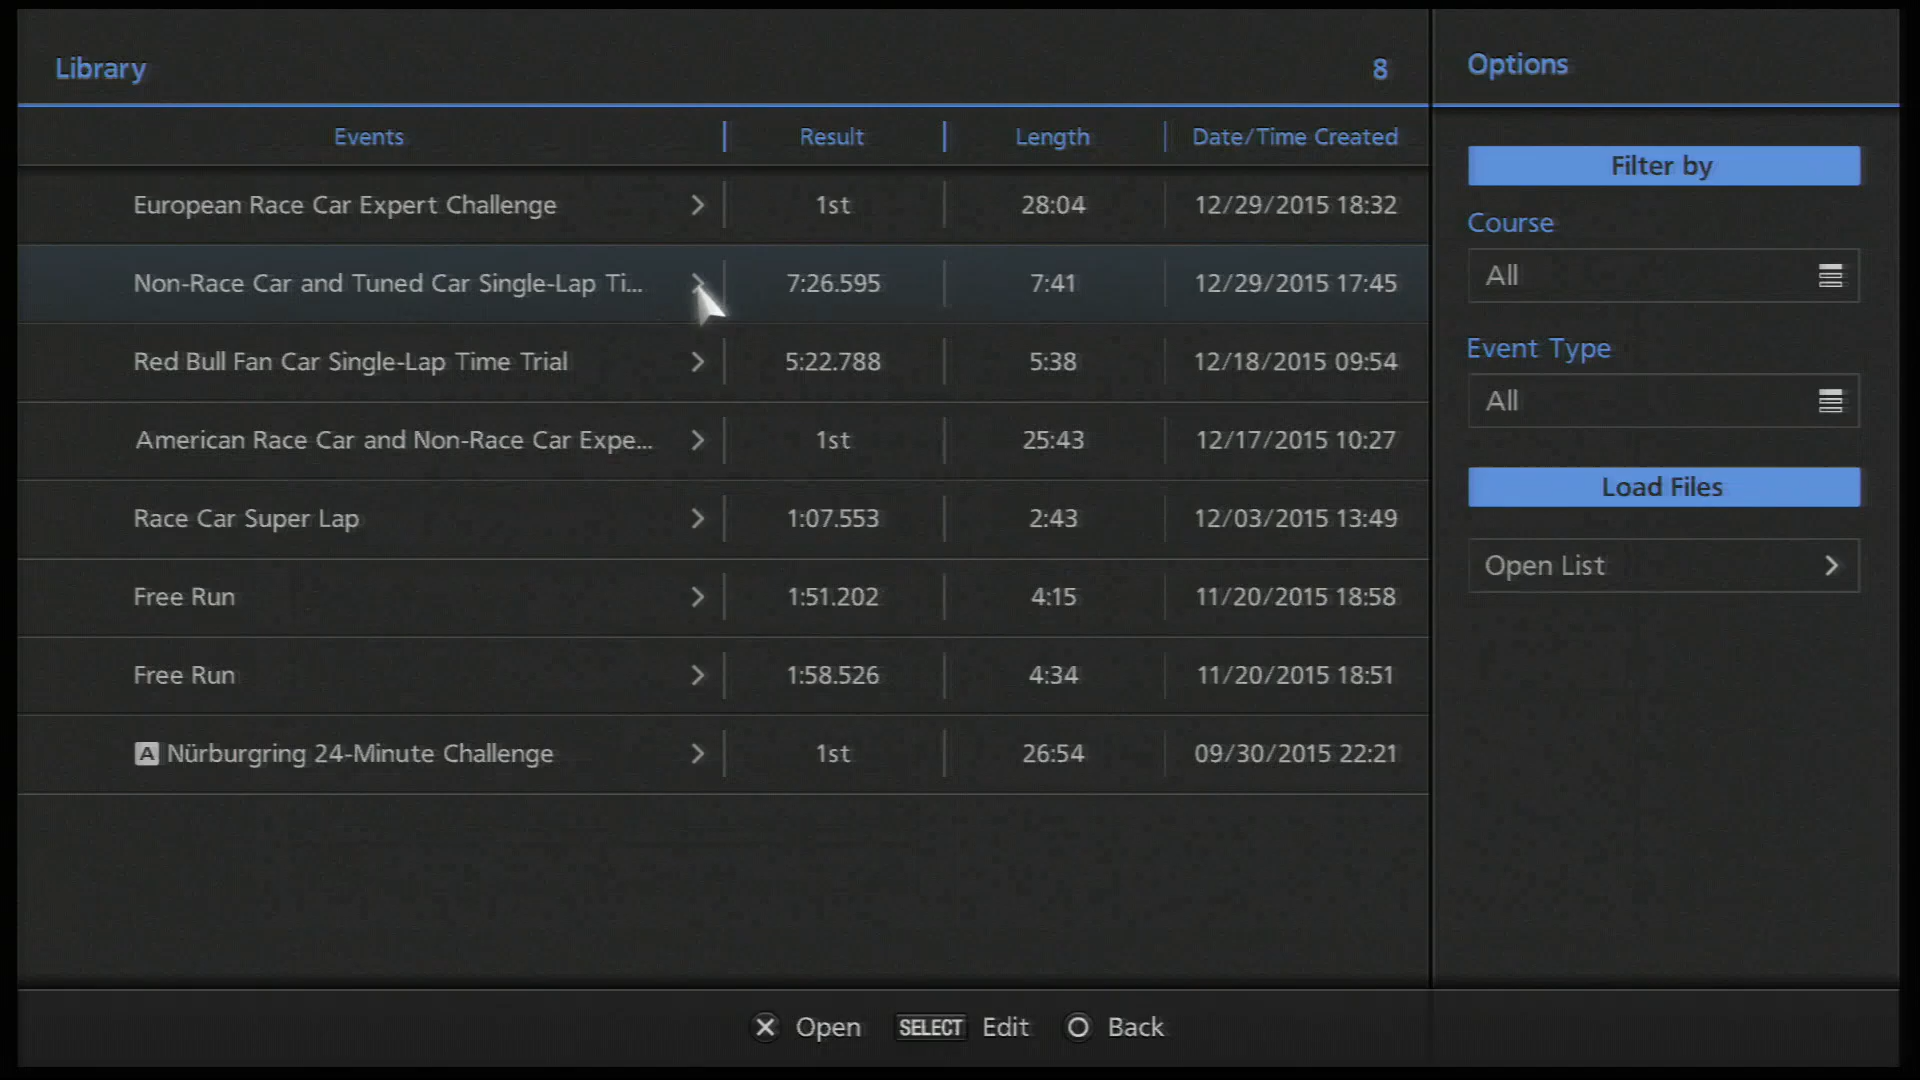 Library 8
Options
Events Result Length Date/Time Created
European Race Car Expert Challenge 1st 28:04 12/29/2015 18:32
Non-Race Car and Tuned Car Single-Lap Ti... 7:26.595 7:41 12/29/2015 17:45
Red Bull Fan Car Single-Lap Time Trial 5:22.788 5:38 12/18/2015 09:54
American Race Car and Non-Race Car Expe... 1st 25:43 12/17/2015 10:27
Race Car Super Lap 1:07.553 2:43 12/03/2015 13:49
Free Run 1:51.202 4:15 11/20/2015 18:58
Free Run 1:58.526 4:34 11/20/2015 18:51
A Nürburgring 24-Minute Challenge 1st 26:54 09/30/2015 22:21
Filter by
Course
All
Event Type
All
Load Files
Open List
Open SELECT Edit Back